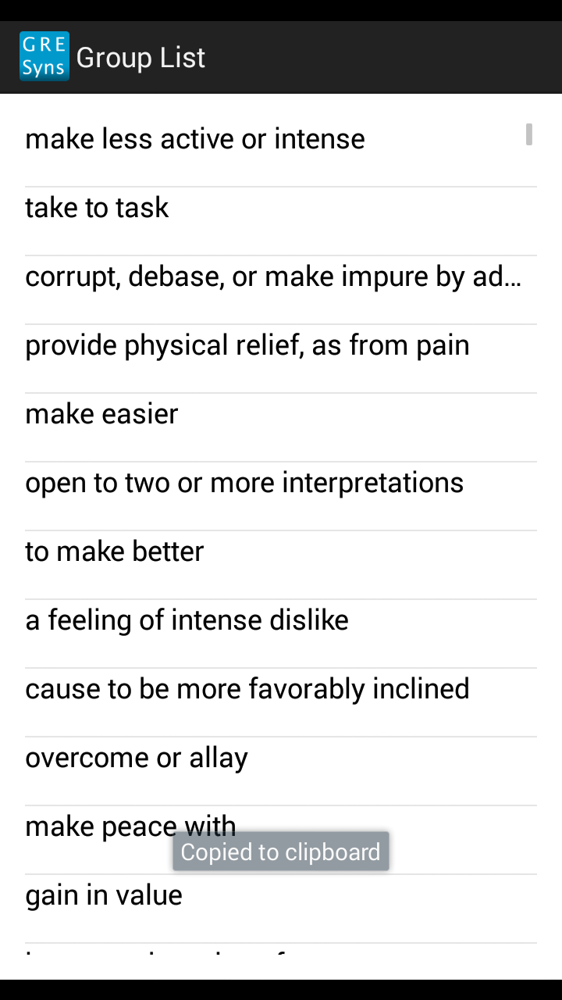 GRE
Syns
Group List
make less active or intense
take to task
corrupt, debase, or make impure by ad...
provide physical relief, as from pain
make easier
open to two or more interpretations
to make better
a feeling of intense dislike
cause to be more favorably inclined
overcome or allay
make peace with
Copied to clipboard
gain in value